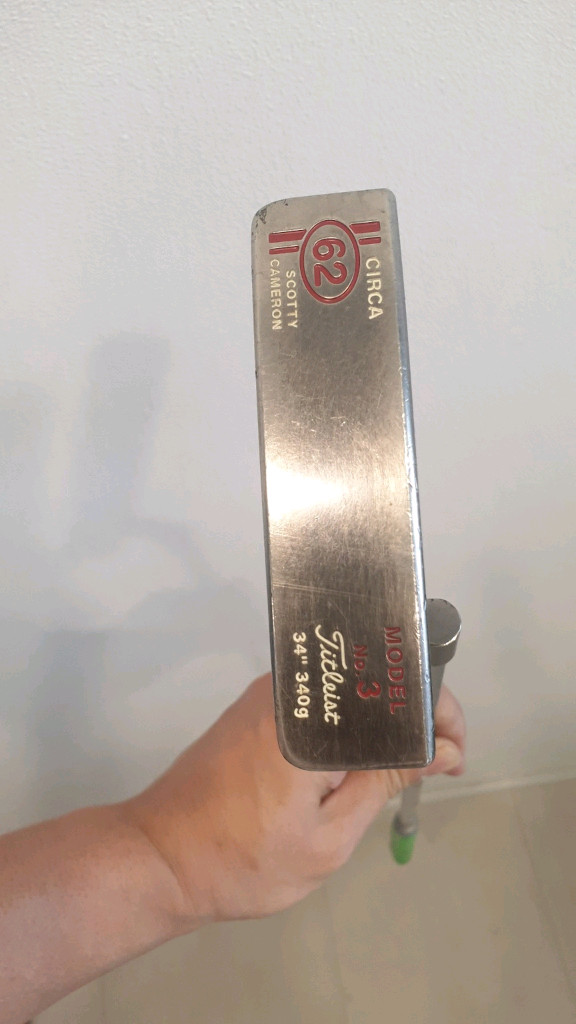 CIRCA
62
SCOTTY
CAMERON
MODEL
No. 3
Titleist
34" 340g